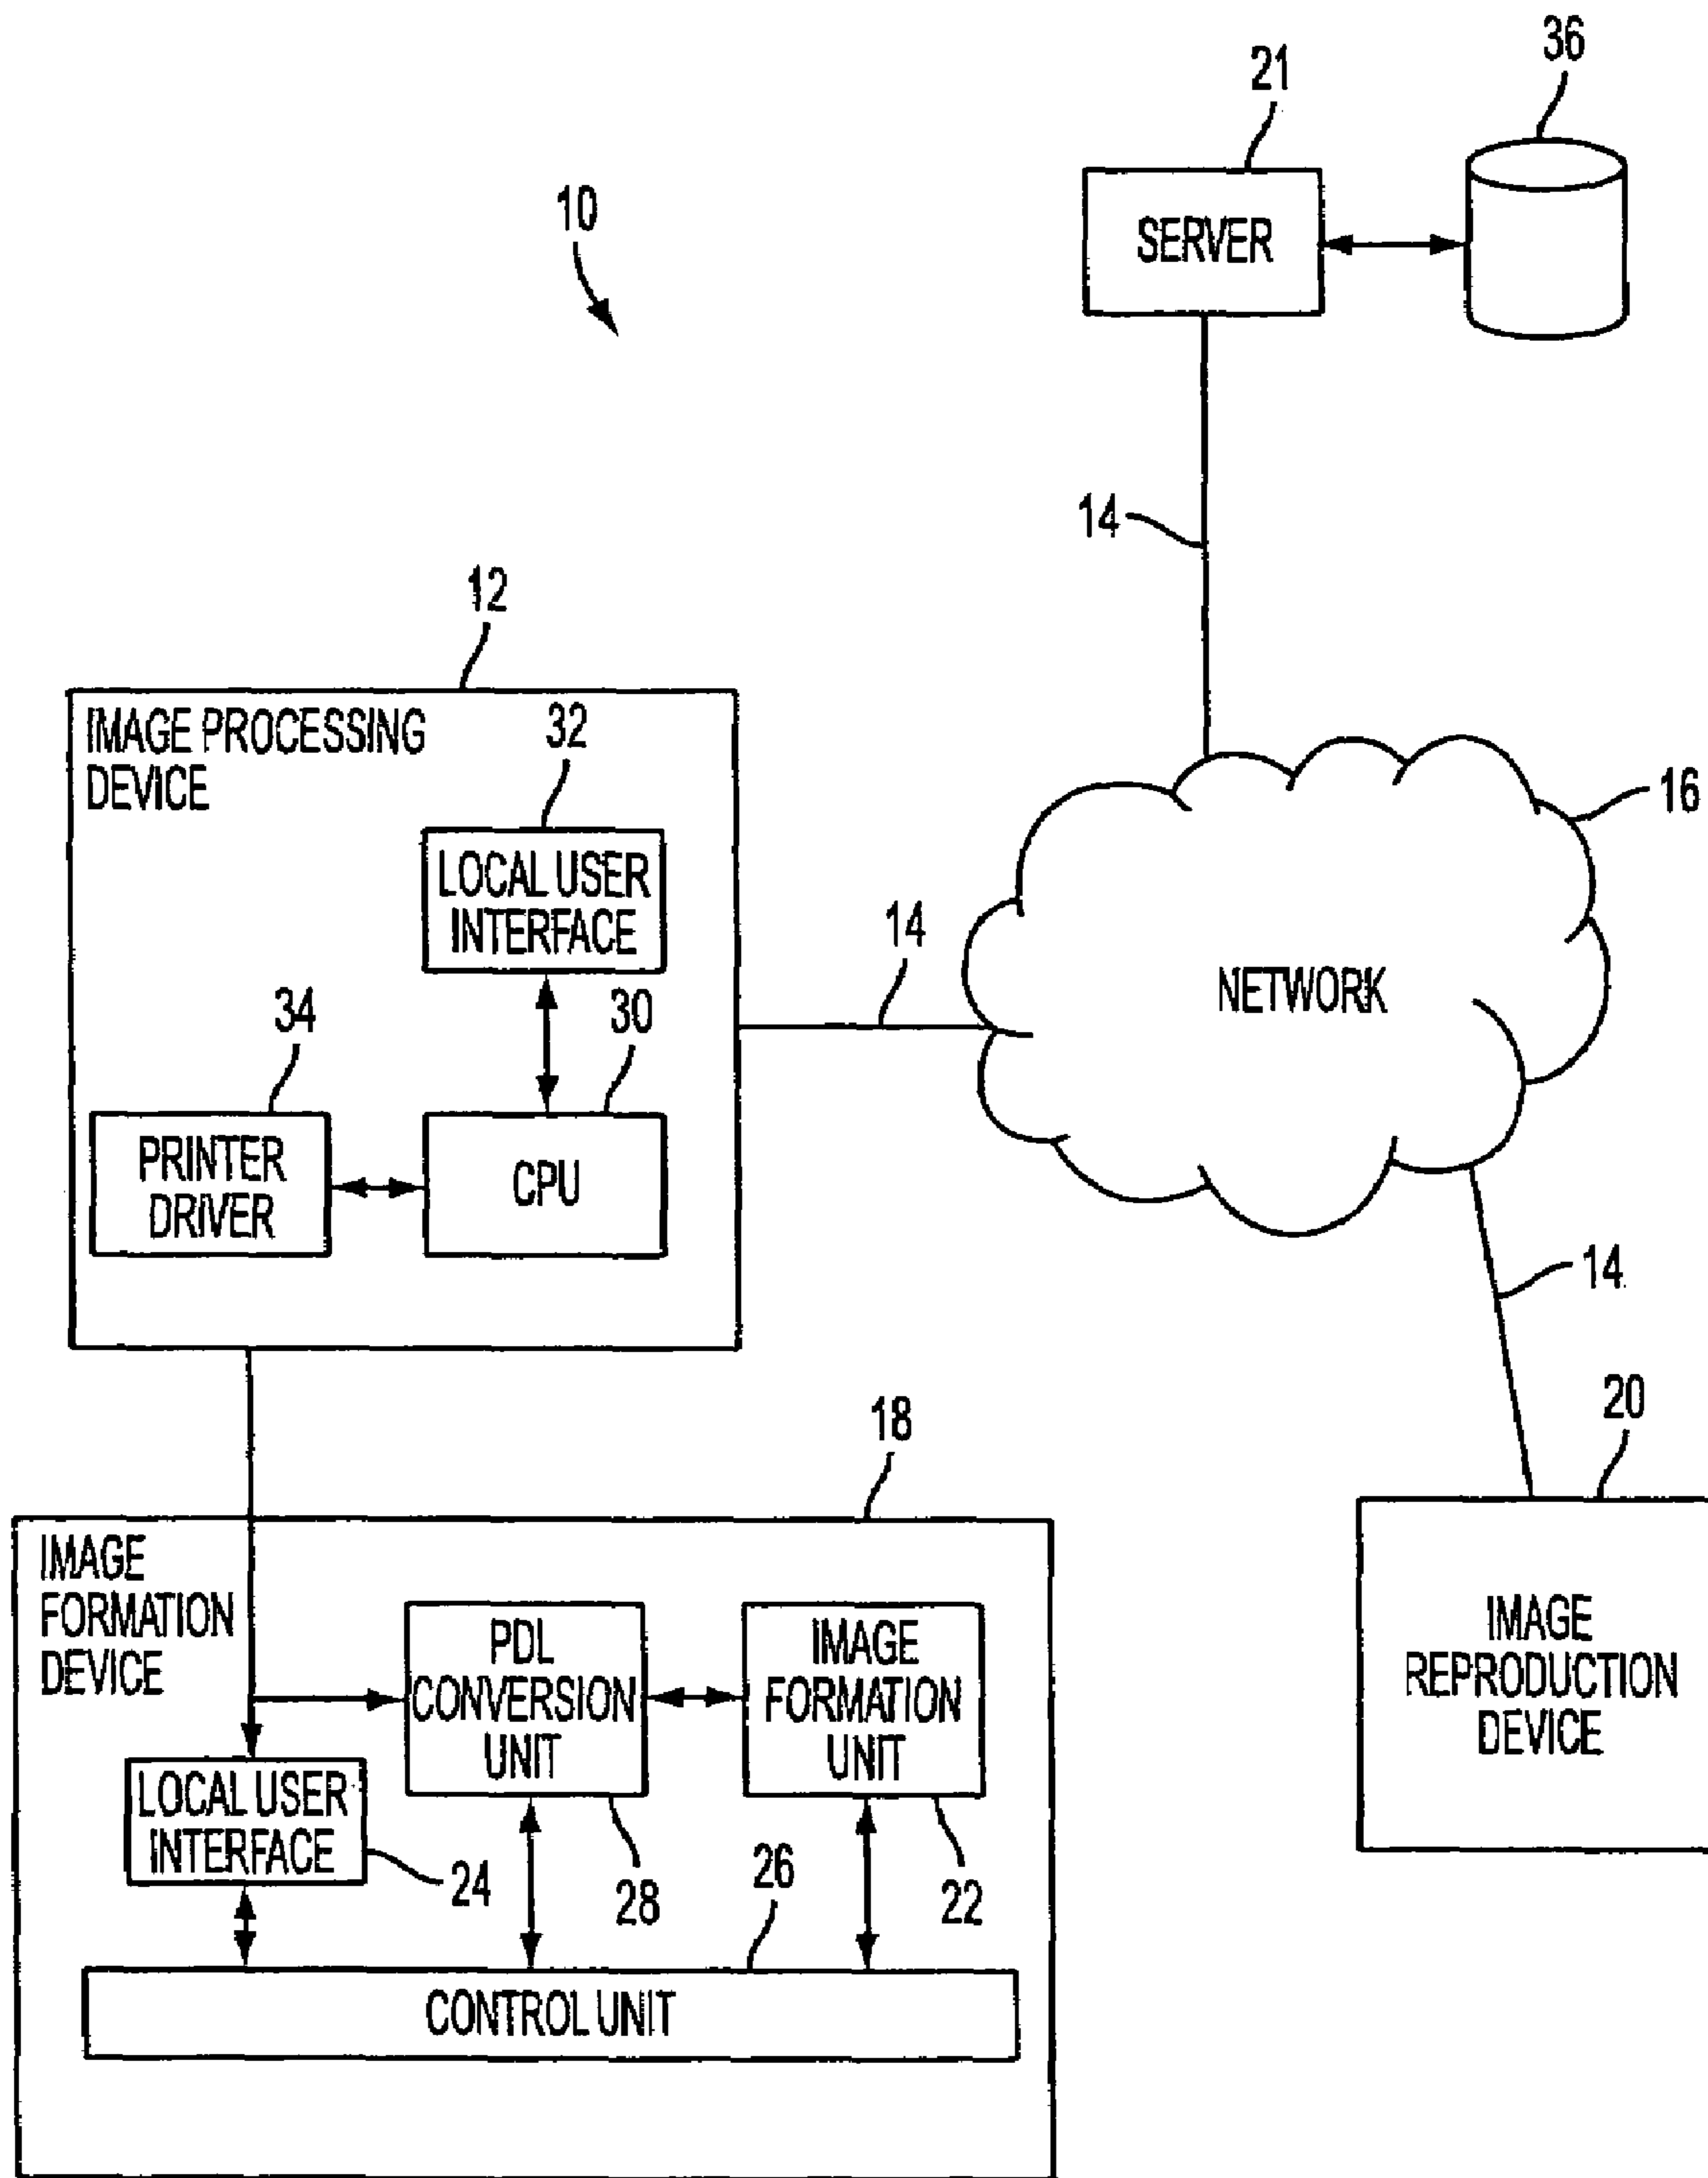 36
21
SERVER
10
14
12
IMAGE PROCESSING
DEVICE
32
LOCAL USER
INTERFACE
16
14
NETWORK
34
30
PRINTER
DRIVER
CPU
14
18
20
IMAGE
FORMATION
DEVICE
PDL
CONVERSION
UNIT
IMAGE
FORMATION
UNIT
IMAGE
REPRODUCTION
DEVICE
LOCAL USER
INTERFACE
24
28
26
22
CONTROL UNIT